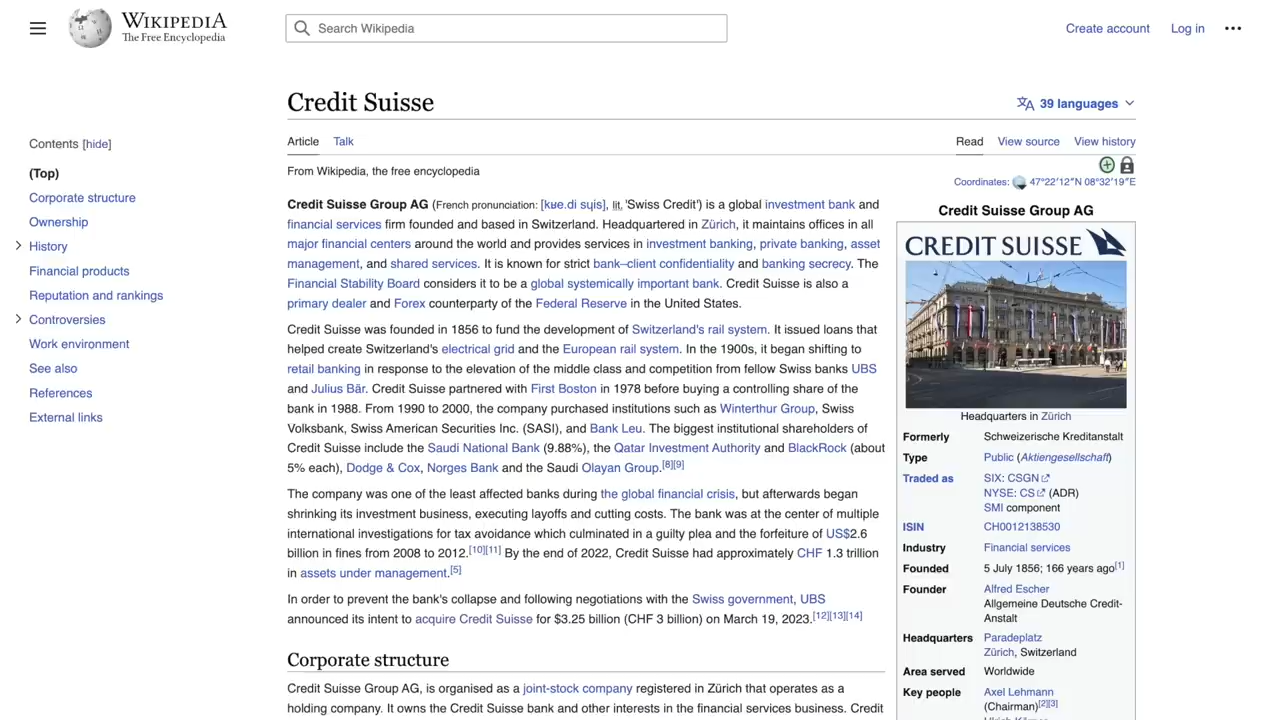 WIKIPEDIA
The Free Encyclopedia
Search Wikipedia
Create account
Log in
Credit Suisse
39 languages
Article
Talk
Read
View source
View history
From Wikipedia, the free encyclopedia
Coordinates: 47°22′12″N 08°32′19″E
Contents [hide]
(Top)
Corporate structure
Ownership
History
Financial products
Reputation and rankings
Controversies
Work environment
See also
References
External links
Credit Suisse Group AG (French pronunciation: [kʁe.di sɥis], lit. 'Swiss Credit') is a global investment bank and
financial services firm founded and based in Switzerland. Headquartered in Zürich, it maintains offices in all
major financial centers around the world and provides services in investment banking, private banking, asset
management, and shared services. It is known for strict bank–client confidentiality and banking secrecy. The
Financial Stability Board considers it to be a global systemically important bank. Credit Suisse is also a
primary dealer and Forex counterparty of the Federal Reserve in the United States.
Credit Suisse was founded in 1856 to fund the development of Switzerland's rail system. It issued loans that
helped create Switzerland's electrical grid and the European rail system. In the 1900s, it began shifting to
retail banking in response to the elevation of the middle class and competition from fellow Swiss banks UBS
and Julius Bär. Credit Suisse partnered with First Boston in 1978 before buying a controlling share of the
bank in 1988. From 1990 to 2000, the company purchased institutions such as Winterthur Group, Swiss
Volksbank, Swiss American Securities Inc. (SASI), and Bank Leu. The biggest institutional shareholders of
Credit Suisse include the Saudi National Bank (9.88%), the Qatar Investment Authority and BlackRock (about
5% each), Dodge & Cox, Norges Bank and the Saudi Olayan Group.[8][9]
The company was one of the least affected banks during the global financial crisis, but afterwards began
shrinking its investment business, executing layoffs and cutting costs. The bank was at the center of multiple
international investigations for tax avoidance which culminated in a guilty plea and the forfeiture of US$2.6
billion in fines from 2008 to 2012.[10][11] By the end of 2022, Credit Suisse had approximately CHF 1.3 trillion
in assets under management.[5]
In order to prevent the bank's collapse and following negotiations with the Swiss government, UBS
announced its intent to acquire Credit Suisse for $3.25 billion (CHF 3 billion) on March 19, 2023.[12][13][14]
Corporate structure
Credit Suisse Group AG, is organised as a joint-stock company registered in Zürich that operates as a
holding company. It owns the Credit Suisse bank and other interests in the financial services business. Credit
Credit Suisse Group AG
CREDIT SUISSE
Headquarters in Zürich
Formerly Schweizerische Kreditanstalt
Type Public (Aktiengesellschaft)
Traded as SIX: CSGN
NYSE: CS (ADR)
SMI component
ISIN CH0012138530
Industry Financial services
Founded 5 July 1856; 166 years ago[1]
Founder Alfred Escher
Allgemeine Deutsche Credit-
Anstalt
Headquarters Paradeplatz
Zürich, Switzerland
Area served Worldwide
Key people Axel Lehmann
(Chairman)[2][3]